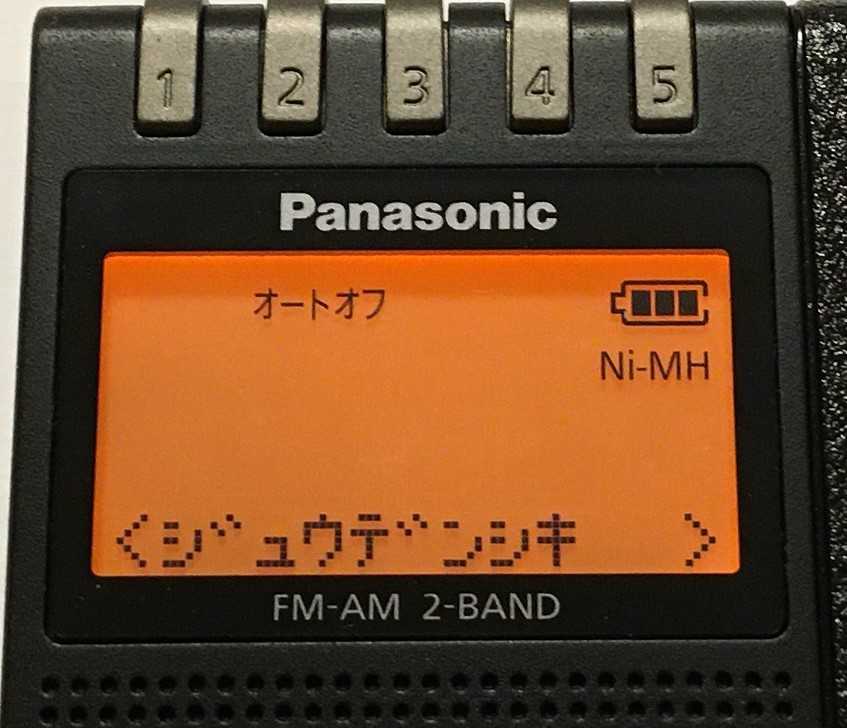 1 2 3 4 5
Panasonic
オートオフ
Ni-MH
<ジュウデンシキ >
FM-AM 2-BAND